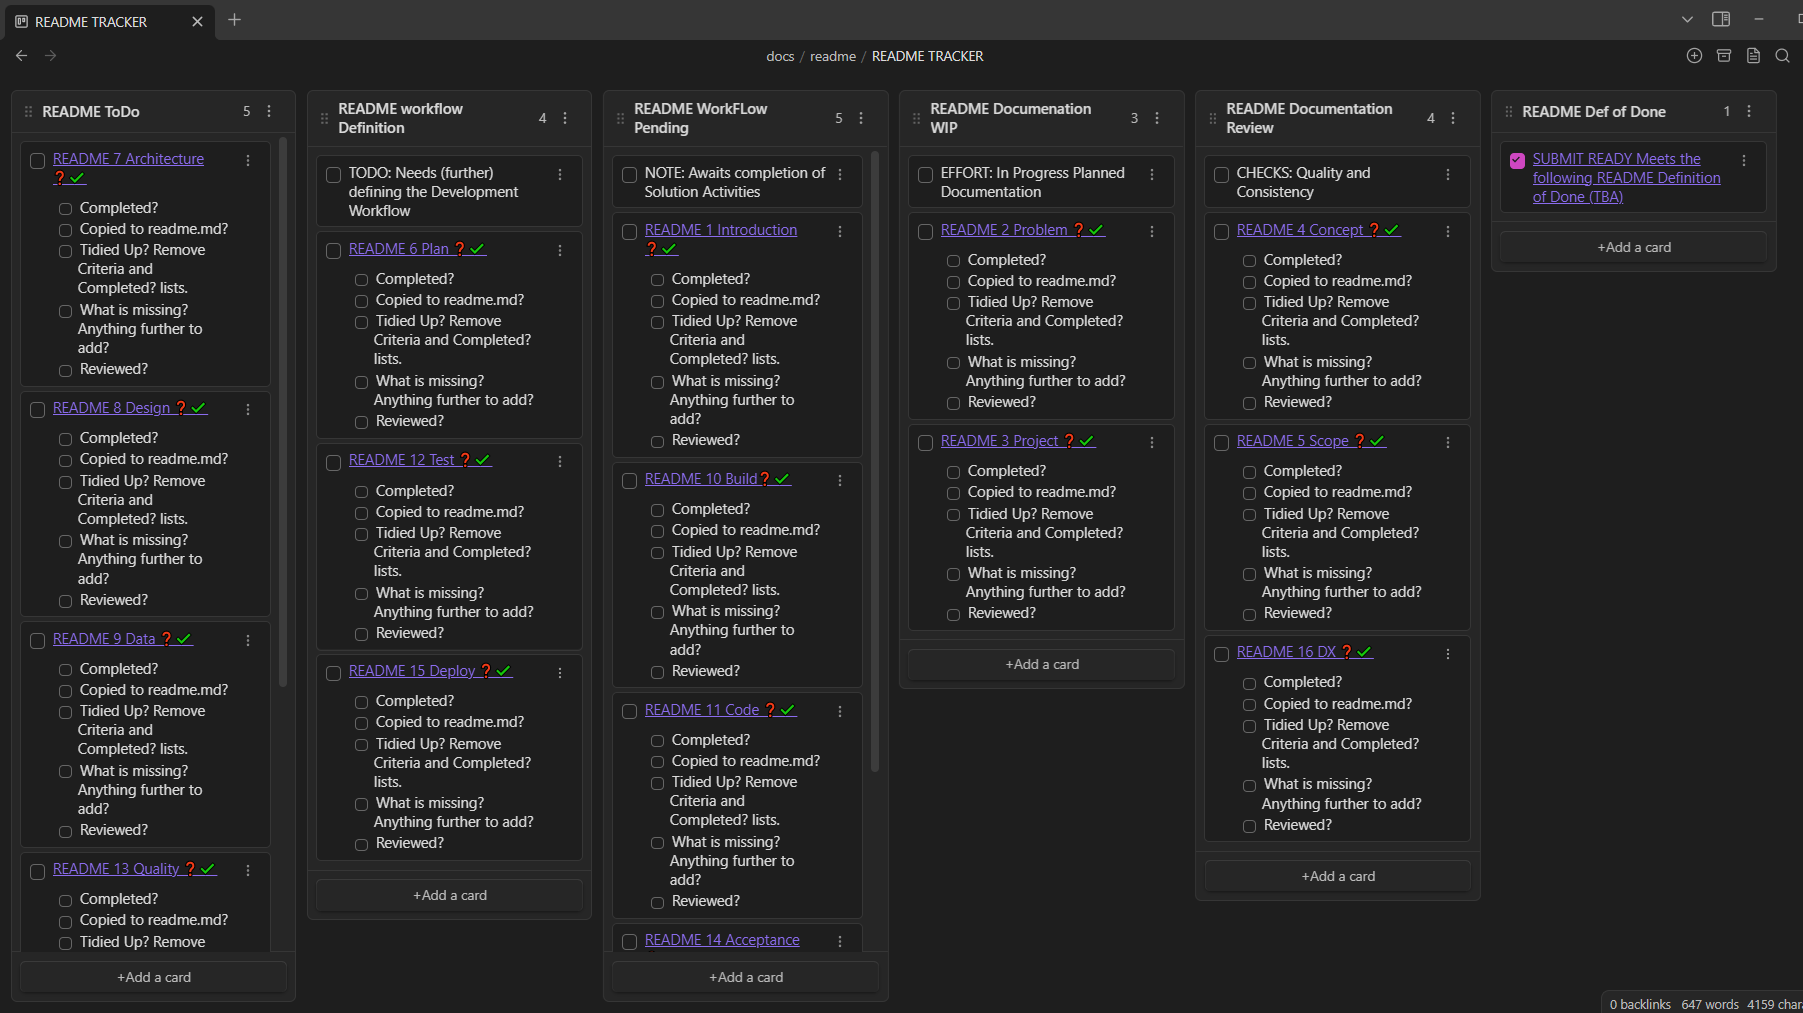 README TRACKER
docs / readme / README TRACKER
README ToDo 5
README 7 Architecture
❓✔
Completed?
Copied to readme.md?
Tidied Up? Remove
Criteria and
Completed? lists.
What is missing?
Anything further to
add?
Reviewed?
README 8 Design ❓✔
Completed?
Copied to readme.md?
Tidied Up? Remove
Criteria and
Completed? lists.
What is missing?
Anything further to
add?
Reviewed?
README 9 Data ❓✔
Completed?
Copied to readme.md?
Tidied Up? Remove
Criteria and
Completed? lists.
What is missing?
Anything further to
add?
Reviewed?
README 13 Quality ❓✔
Completed?
Copied to readme.md?
Tidied Up? Remove
+Add a card
README workflow
Definition
4
TODO: Needs (further)
defining the Development
Workflow
README 6 Plan ❓✔
Completed?
Copied to readme.md?
Tidied Up? Remove
Criteria and Completed?
lists.
What is missing?
Anything further to add?
Reviewed?
README 12 Test ❓✔
Completed?
Copied to readme.md?
Tidied Up? Remove
Criteria and Completed?
lists.
What is missing?
Anything further to add?
Reviewed?
README 15 Deploy ❓✔
Completed?
Copied to readme.md?
Tidied Up? Remove
Criteria and Completed?
lists.
What is missing?
Anything further to add?
Reviewed?
+Add a card
README WorkFLow
Pending
5
NOTE: Awaits completion of
Solution Activities
README 1 Introduction
❓✔
Completed?
Copied to readme.md?
Tidied Up? Remove
Criteria and
Completed? lists.
What is missing?
Anything further to
add?
Reviewed?
README 10 Build❓✔
Completed?
Copied to readme.md?
Tidied Up? Remove
Criteria and
Completed? lists.
What is missing?
Anything further to
add?
Reviewed?
README 11 Code ❓✔
Completed?
Copied to readme.md?
Tidied Up? Remove
Criteria and
Completed? lists.
What is missing?
Anything further to
add?
Reviewed?
README 14 Acceptance
+Add a card
README Documenation
WIP
3
EFFORT: In Progress Planned
Documentation
README 2 Problem ❓✔
Completed?
Copied to readme.md?
Tidied Up? Remove
Criteria and Completed?
lists.
What is missing?
Anything further to add?
Reviewed?
README 3 Project ❓✔
Completed?
Copied to readme.md?
Tidied Up? Remove
Criteria and Completed?
lists.
What is missing?
Anything further to add?
Reviewed?
+Add a card
README Documentation
Review
4
CHECKS: Quality and
Consistency
README 4 Concept ❓✔
Completed?
Copied to readme.md?
Tidied Up? Remove
Criteria and Completed?
lists.
What is missing?
Anything further to add?
Reviewed?
README 5 Scope ❓✔
Completed?
Copied to readme.md?
Tidied Up? Remove
Criteria and Completed?
lists.
What is missing?
Anything further to add?
Reviewed?
README 16 DX ❓✔
Completed?
Copied to readme.md?
Tidied Up? Remove
Criteria and Completed?
lists.
What is missing?
Anything further to add?
Reviewed?
+Add a card
README Def of Done 1
SUBMIT READY Meets the
following README Definition
of Done (TBA)
+Add a card
0 backlinks 647 words 4159 chara